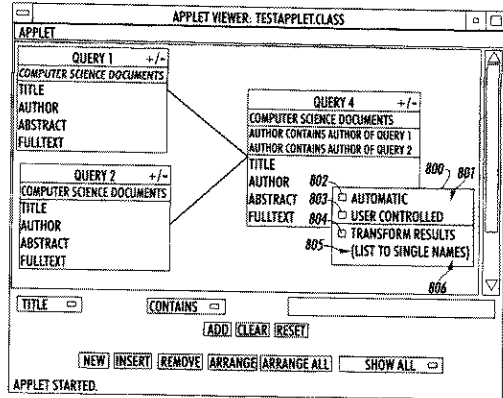 APPLET VIEWER: TESTAPPLET.CLASS
APPLET
QUERY 1 +/-
COMPUTER SCIENCE DOCUMENTS
TITLE
AUTHOR
ABSTRACT
FULLTEXT
QUERY 2 +/-
COMPUTER SCIENCE DOCUMENTS
TITLE
AUTHOR
ABSTRACT
FULLTEXT
QUERY 4 +/-
COMPUTER SCIENCE DOCUMENTS
AUTHOR CONTAINS AUTHOR OF QUERY 1
AUTHOR CONTAINS AUTHOR OF QUERY 2
TITLE
AUTHOR
ABSTRACT
FULLTEXT
800 801
802 AUTOMATIC
803 USER CONTROLLED
804 TRANSFORM RESULTS
805 (LIST TO SINGLE NAMES)
806
TITLE CONTAINS
ADD CLEAR RESET
NEW INSERT REMOVE ARRANGE ARRANGE ALL SHOW ALL
APPLET STARTED.